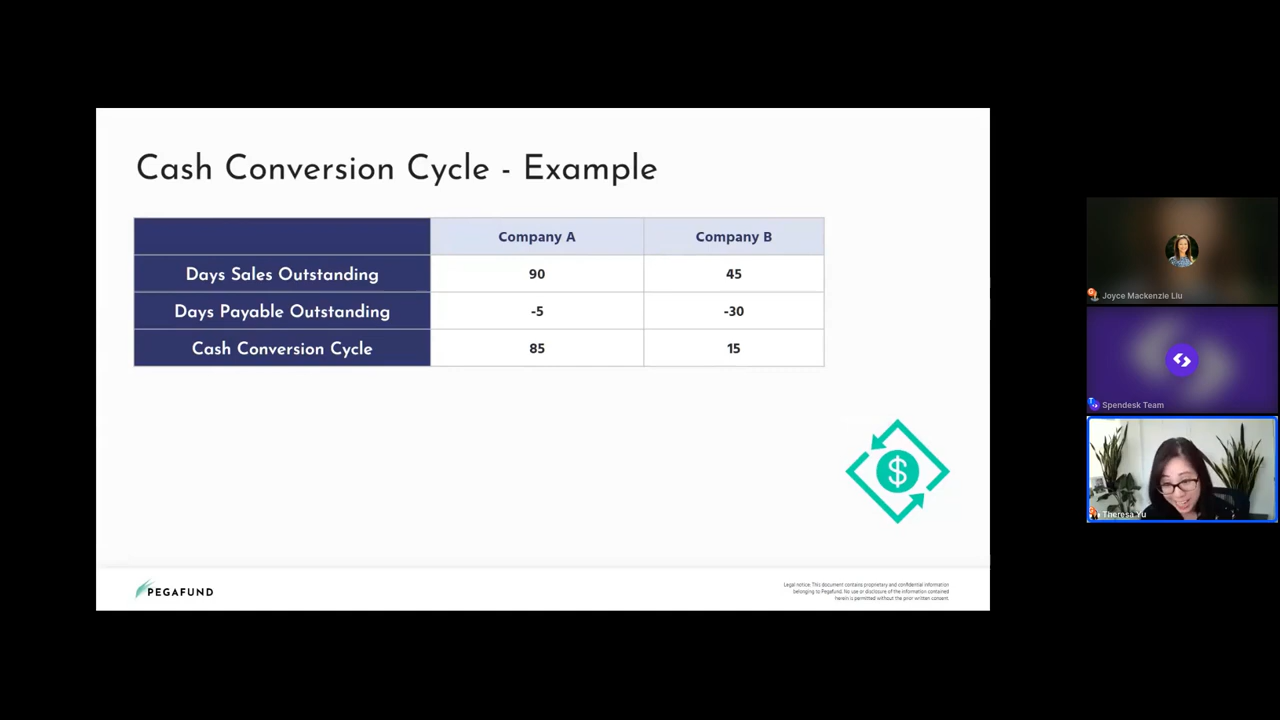 Cash Conversion Cycle - Example
Company A Company B
Days Sales Outstanding 90 45
Days Payable Outstanding -5 -30
Cash Conversion Cycle 85 15
$
PEGAFUND
Legal notice: This document contains proprietary and confidential information
belonging to Pegafund. No use or disclosure of the information contained
herein is permitted without the prior written consent.
Joyce Mackenzie Liu
Spendesk Team
Theresa Yu